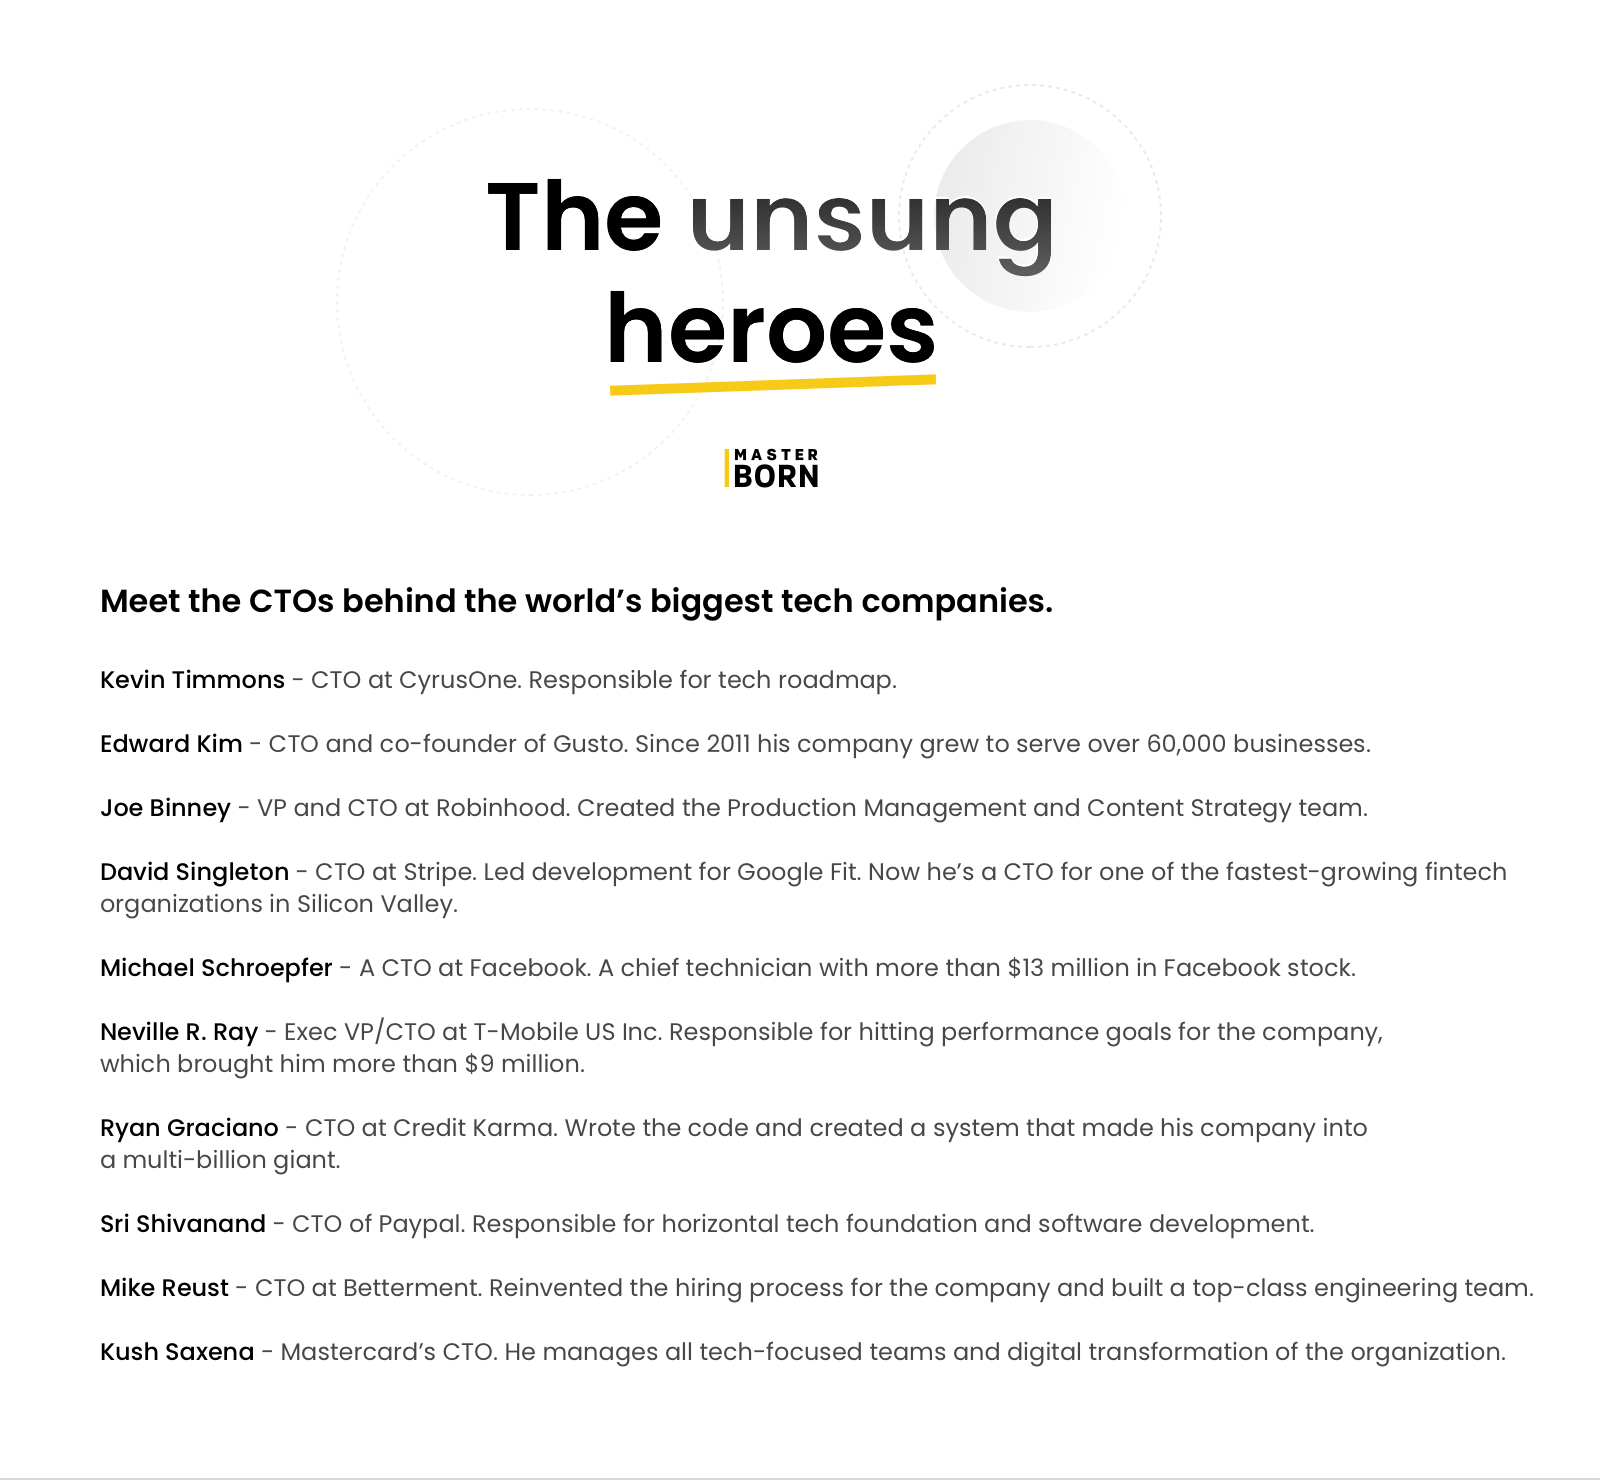 The unsung
heroes
MASTER
BORN
Meet the CTOs behind the world’s biggest tech companies.
Kevin Timmons - CTO at CyrusOne. Responsible for tech roadmap.
Edward Kim - CTO and co-founder of Gusto. Since 2011 his company grew to serve over 60,000 businesses.
Joe Binney - VP and CTO at Robinhood. Created the Production Management and Content Strategy team.
David Singleton - CTO at Stripe. Led development for Google Fit. Now he’s a CTO for one of the fastest-growing fintech
organizations in Silicon Valley.
Michael Schroepfer - A CTO at Facebook. A chief technician with more than $13 million in Facebook stock.
Neville R. Ray - Exec VP/CTO at T-Mobile US Inc. Responsible for hitting performance goals for the company,
which brought him more than $9 million.
Ryan Graciano - CTO at Credit Karma. Wrote the code and created a system that made his company into
a multi-billion giant.
Sri Shivanand - CTO of Paypal. Responsible for horizontal tech foundation and software development.
Mike Reust - CTO at Betterment. Reinvented the hiring process for the company and built a top-class engineering team.
Kush Saxena - Mastercard’s CTO. He manages all tech-focused teams and digital transformation of the organization.